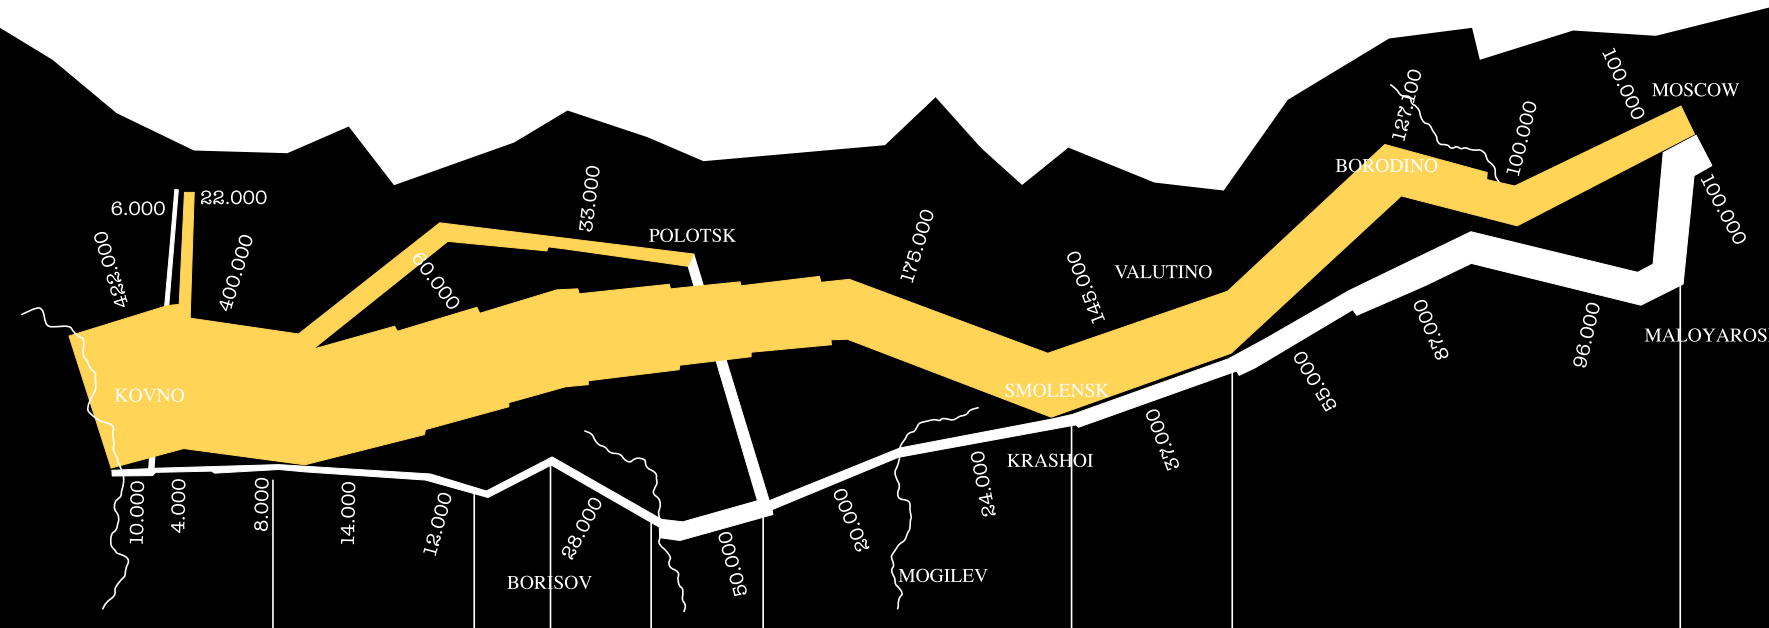 MOSCOW
100.000
127.100
100.000
BORODINO
33.000
6.000
22.000
100.000
POLOTSK
422.000
400.000
60.000
175.000
VALUTINO
145.000
MALOYAROS
96.000
87.000
55.000
KOVNO
SMOLENSK
37.000
KRASHOI
24.000
10.000
4.000
8.000
14.000
12.000
28.000
20.000
50.000
BORISOV
MOGILEV